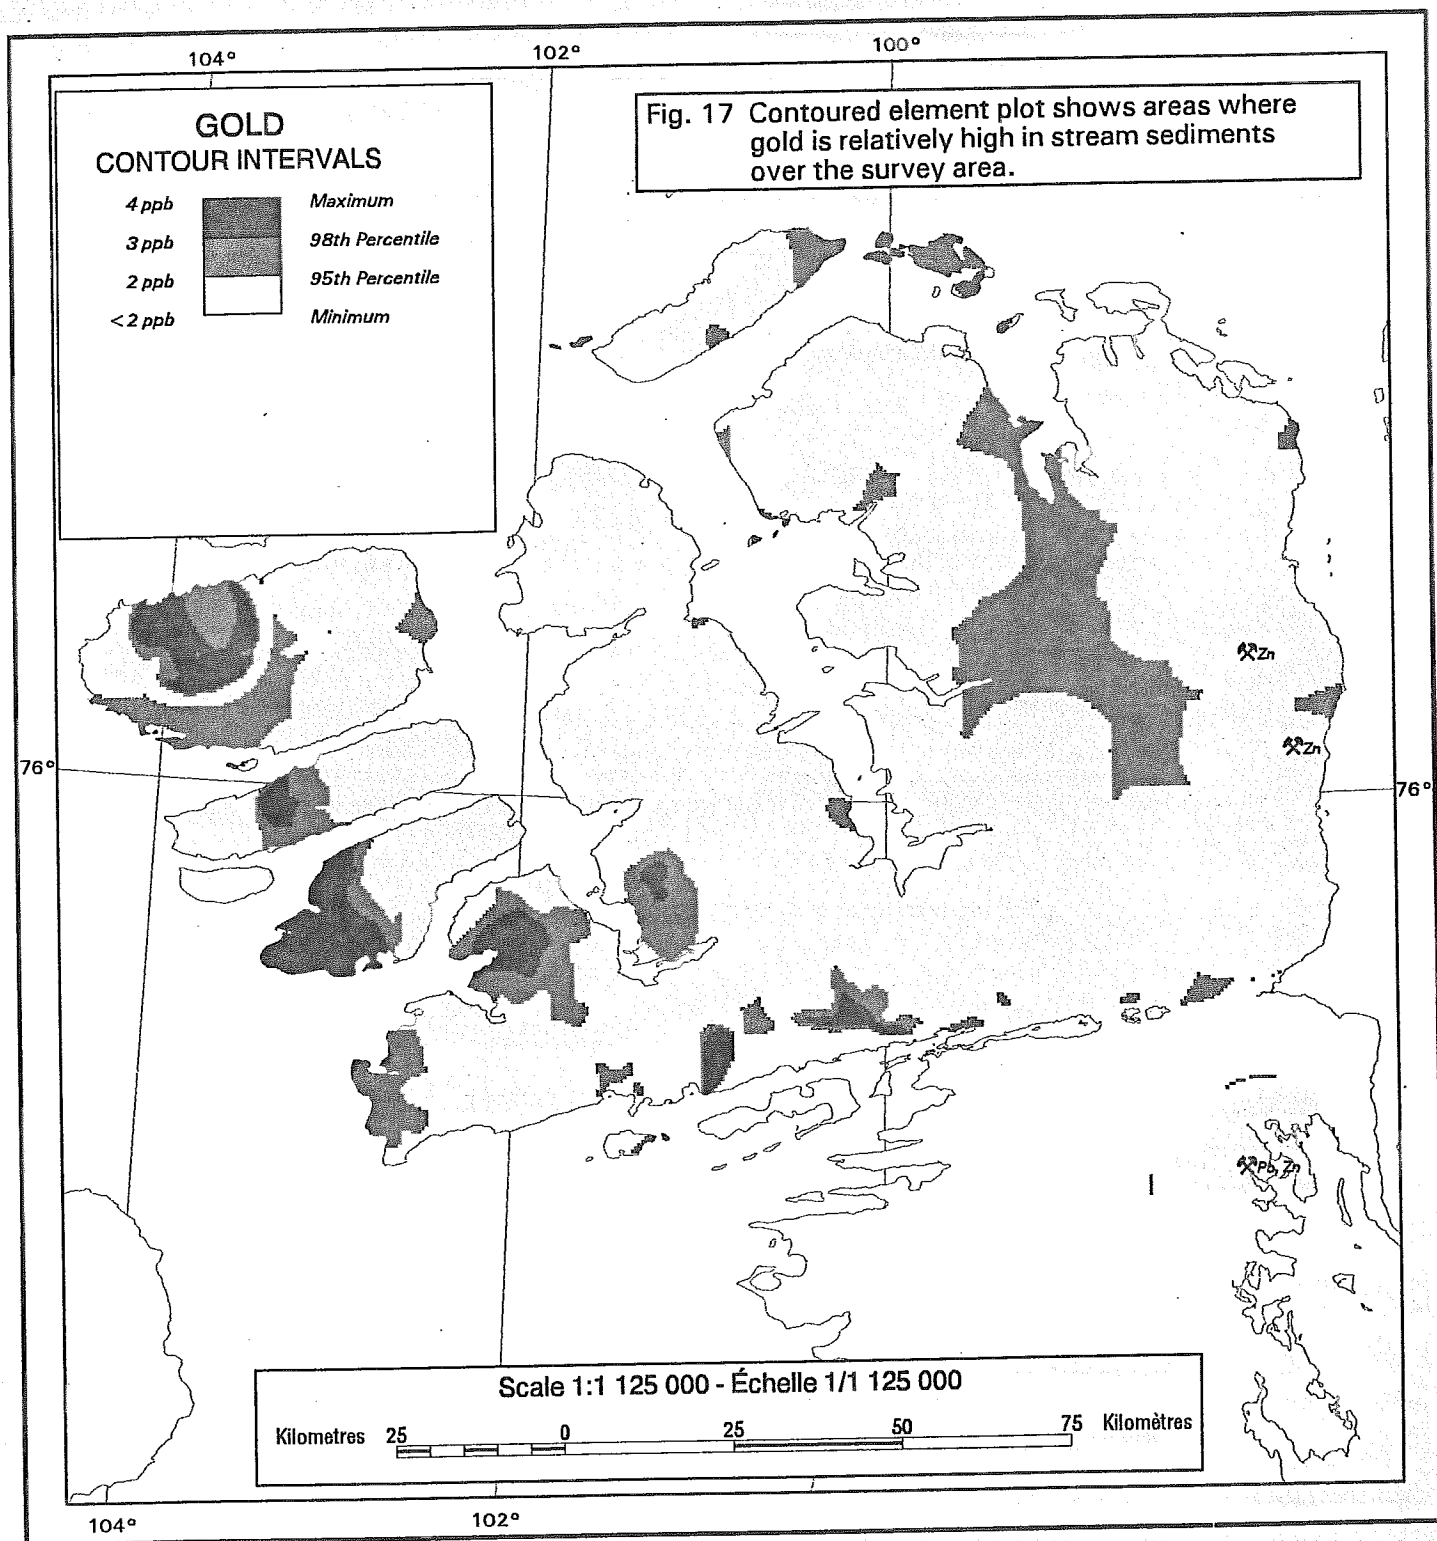 104° 102° 100°
GOLD
CONTOUR INTERVALS
4 ppb Maximum
3 ppb 98th Percentile
2 ppb 95th Percentile
<2 ppb Minimum
Fig. 17 Contoured element plot shows areas where
gold is relatively high in stream sediments
over the survey area.
Zn
Zn
76° 76°
Pb, Zn
Scale 1:1 125 000 - Échelle 1/1 125 000
Kilometres 25 0 25 50 75 Kilomètres
104° 102°